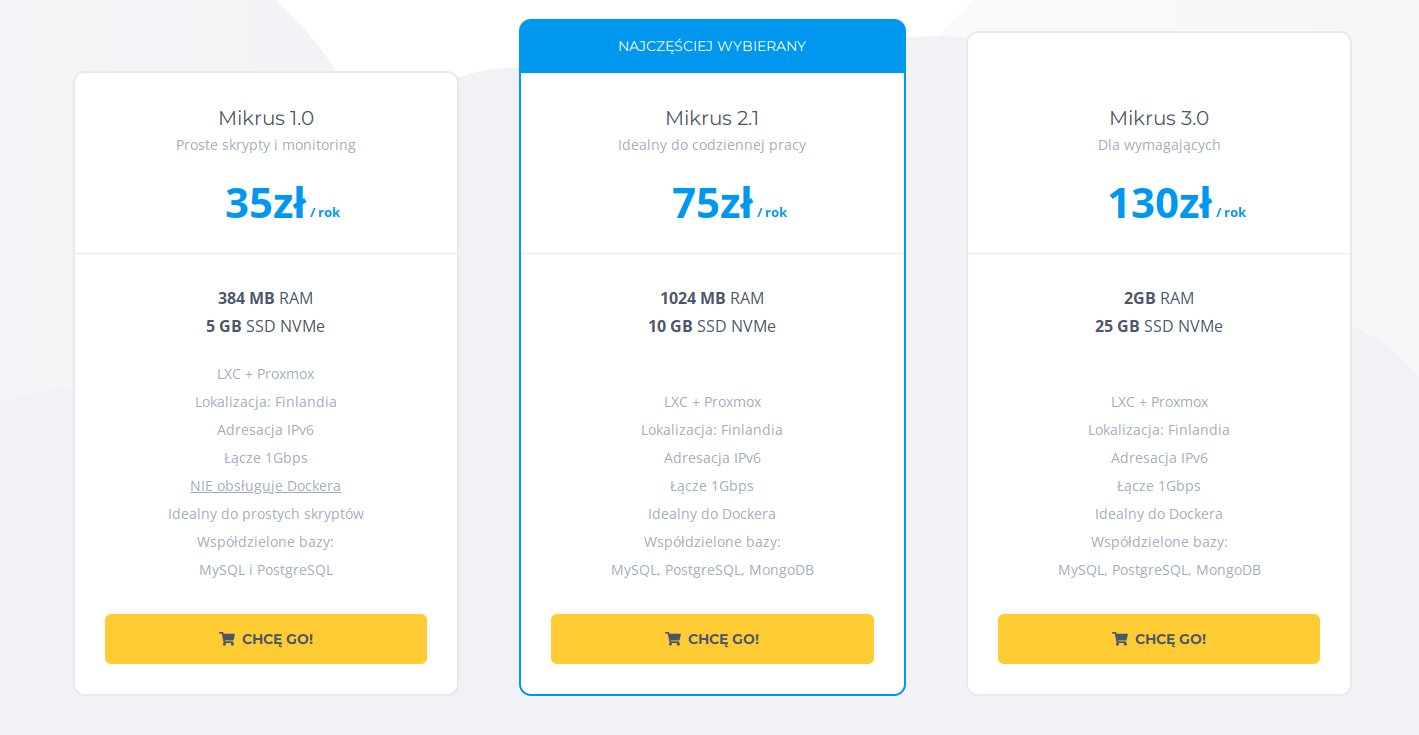 Mikrus 1.0
Proste skrypty i monitoring
35zł / rok
384 MB RAM
5 GB SSD NVMe
LXC + Proxmox
Lokalizacja: Finlandia
Adresacja IPv6
Łącze 1Gbps
NIE obsługuje Dockera
Idealny do prostych skryptów
Współdzielone bazy:
MySQL i PostgreSQL
CHCĘ GO!
NAJCZĘŚCIEJ WYBIERANY
Mikrus 2.1
Idealny do codziennej pracy
75zł / rok
1024 MB RAM
10 GB SSD NVMe
LXC + Proxmox
Lokalizacja: Finlandia
Adresacja IPv6
Łącze 1Gbps
Idealny do Dockera
Współdzielone bazy:
MySQL, PostgreSQL, MongoDB
CHCĘ GO!
Mikrus 3.0
Dla wymagających
130zł / rok
2GB RAM
25 GB SSD NVMe
LXC + Proxmox
Lokalizacja: Finlandia
Adresacja IPv6
Łącze 1Gbps
Idealny do Dockera
Współdzielone bazy:
MySQL, PostgreSQL, MongoDB
CHCĘ GO!